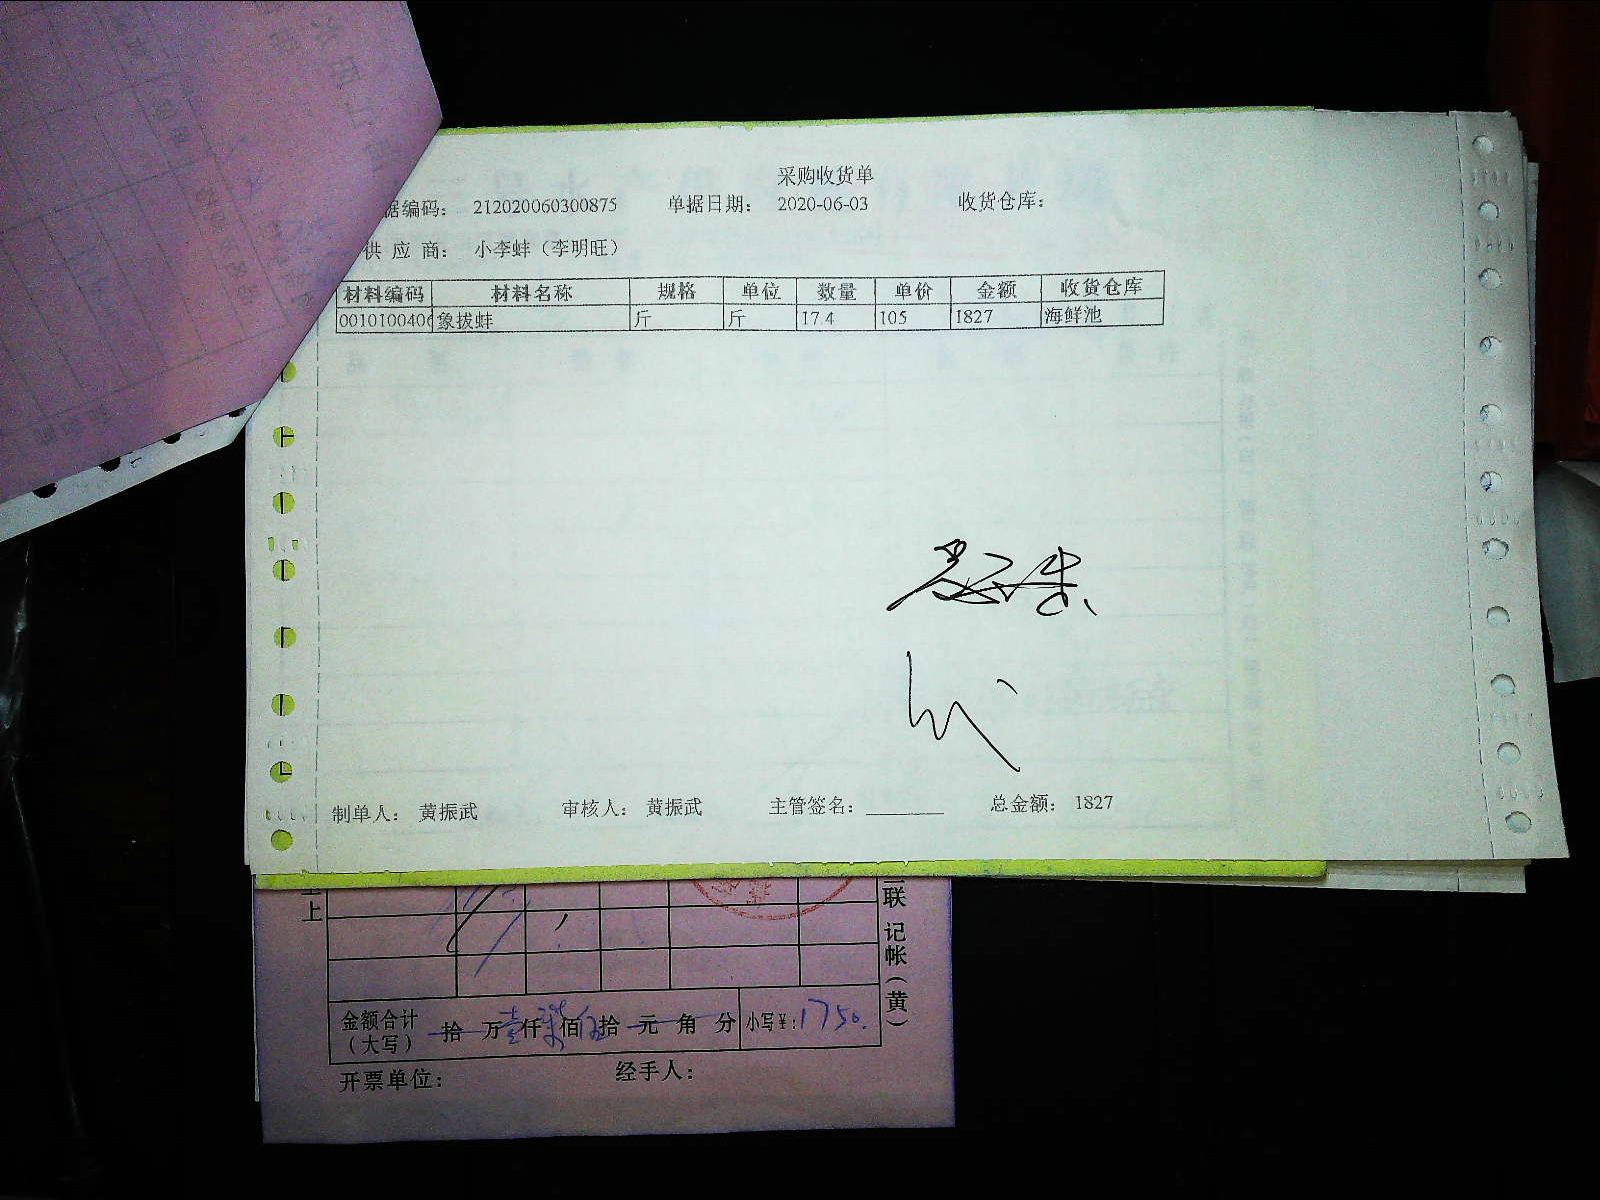 采购收货单
据编码： 212020060300875 单据日期： 2020-06-03 收货仓库：
供 应 商： 小李蚌（李明旺）
材料编码 材料名称 规格 单位 数量 单价 金额 收货仓库
0010100406 象拔蚌 斤 斤 17.4 105 1827 海鲜池
制单人： 黄振武 审核人： 黄振武 主管签名： 总金额： 1827
上
联 记帐（黄）
金额合计（大写） 拾 万 壹 仟 柒 佰 伍 拾 元 角 分 小写￥: 1750.
开票单位： 经手人：